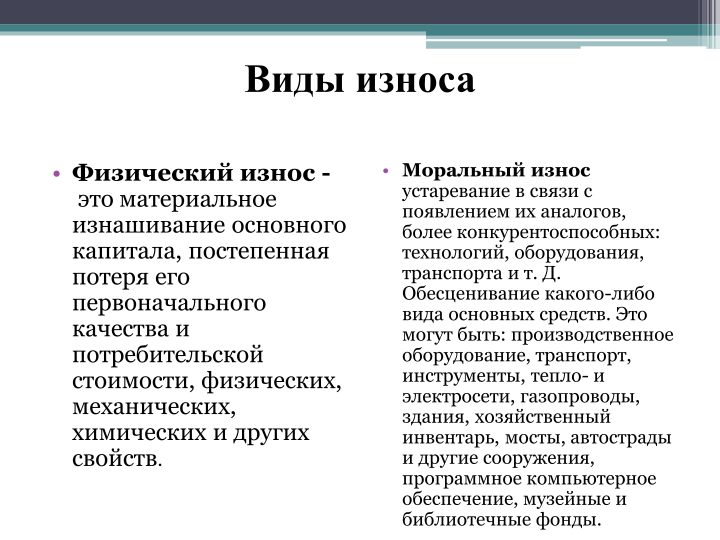 Виды износа
• Физический износ -
это материальное
изнашивание основного
капитала, постепенная
потеря его
первоначального
качества и
потребительской
стоимости, физических,
механических,
химических и других
свойств.
• Моральный износ
устаревание в связи с
появлением их аналогов,
более конкурентоспособных:
технологий, оборудования,
транспорта и т. Д.
Обесценивание какого-либо
вида основных средств. Это
могут быть: производственное
оборудование, транспорт,
инструменты, тепло- и
электросети, газопроводы,
здания, хозяйственный
инвентарь, мосты, автострады
и другие сооружения,
программное компьютерное
обеспечение, музейные и
библиотечные фонды.